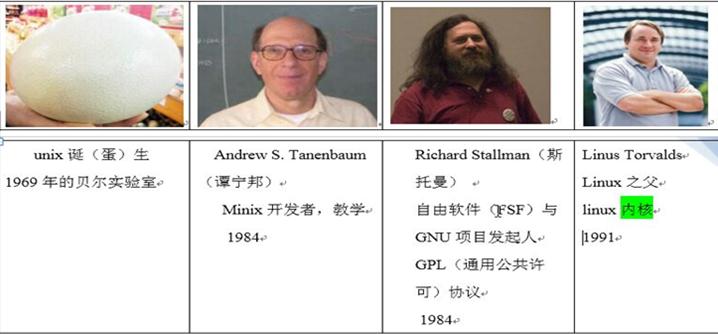 unix 诞（蛋）生
1969 年的贝尔实验室
Andrew S. Tanenbaum
（谭宁邦）
Minix 开发者，教学
1984
Richard Stallman（斯
托曼）
自由软件（FSF）与
GNU 项目发起人
GPL（通用公共许
可）协议
1984
Linus Torvalds
Linux 之父
linux 内核
1991